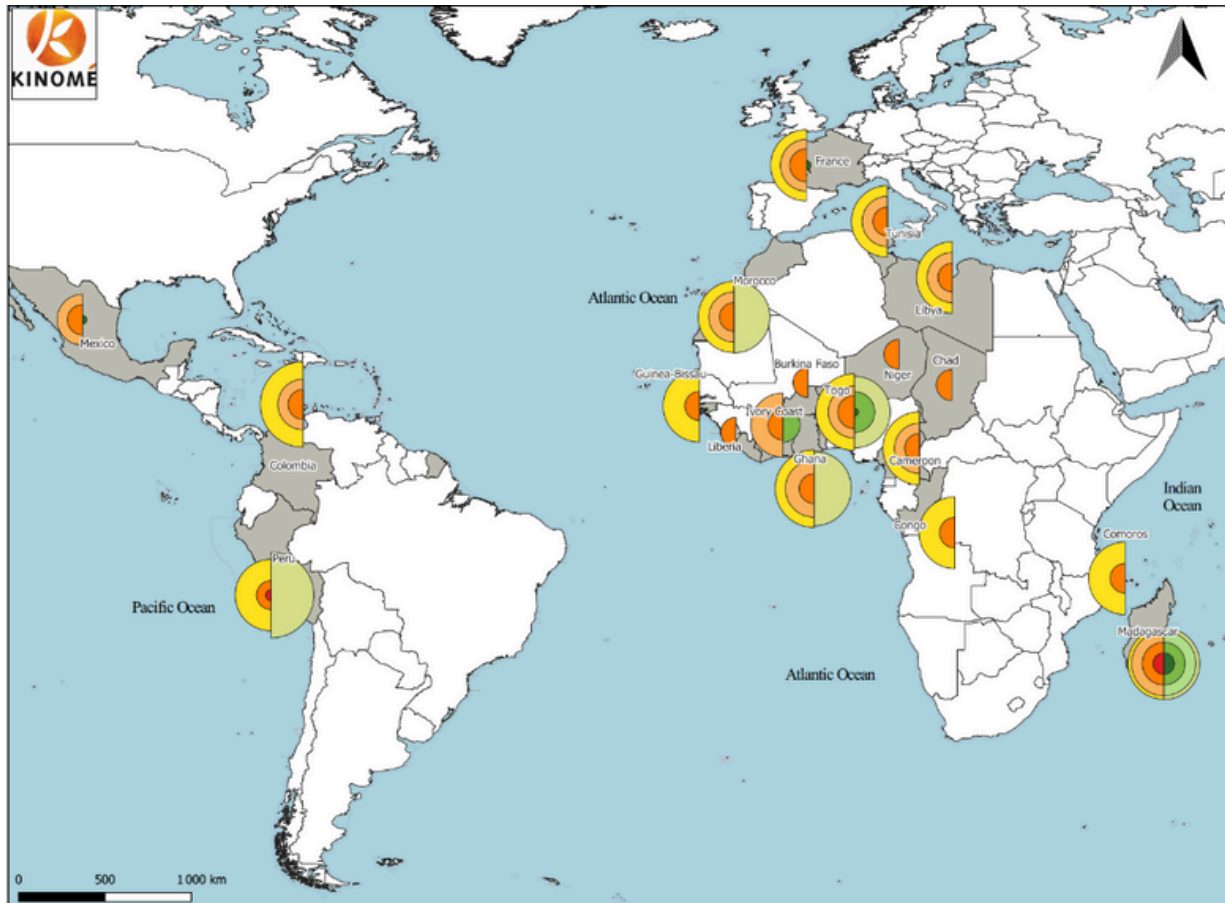 KINOMÉ
France
Tunisia
Morocco
Atlantic Ocean
Libya
Mexico
Burkina Faso
Chad
Guinea-Bissau
Niger
Togo
Ivory Coast
Liberia
Ghana
Cameroon
Colombia
Indian
Ocean
Congo
Comoros
Peru
Pacific Ocean
Madagascar
Atlantic Ocean
0 500 1 000 km